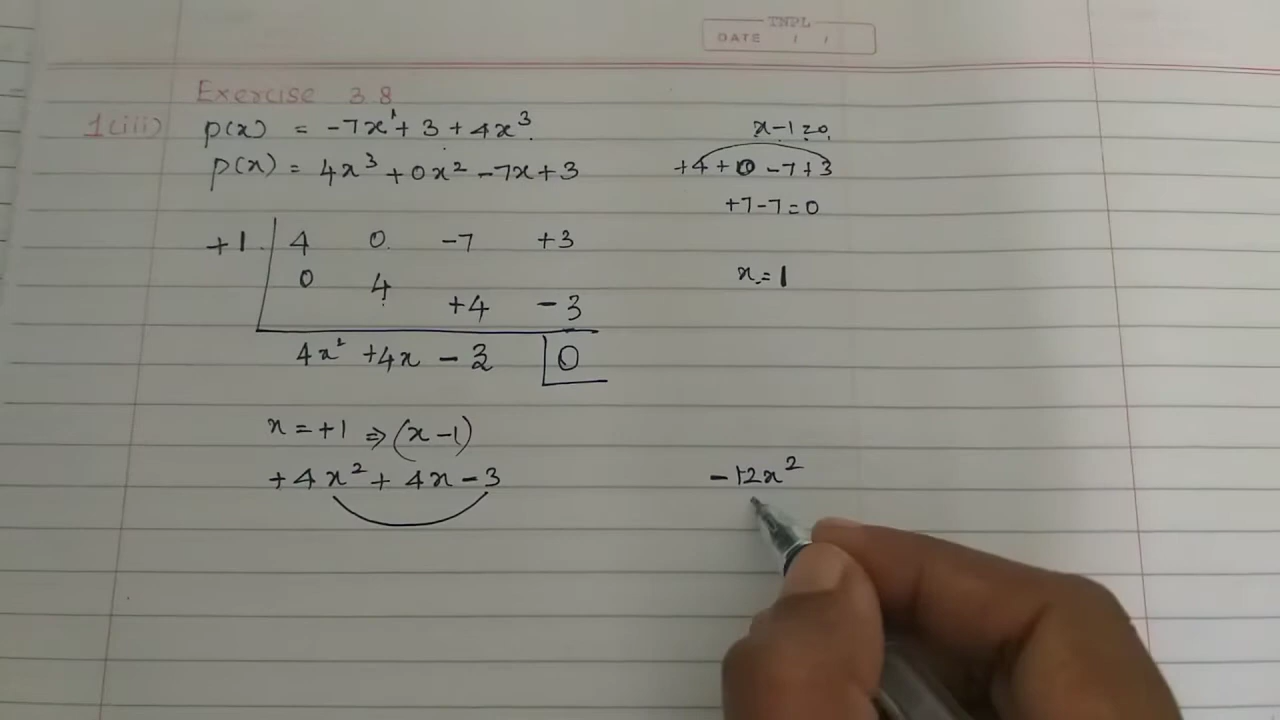 TNPL
DATE / /
Exercise 3 8
1(iii) p(x) = -7x¹ + 3 + 4x³
p(x) = 4x³ + 0x² - 7x + 3
x - 1 = 0
+4 + 0 - 7 + 3
+7 - 7 = 0
+1 | 4 0 -7 +3
0 4
+4 -3
4x² + 4x - 3 | 0
x = 1
x = +1 ⇒ (x - 1)
+4x² + 4x - 3
-12x²